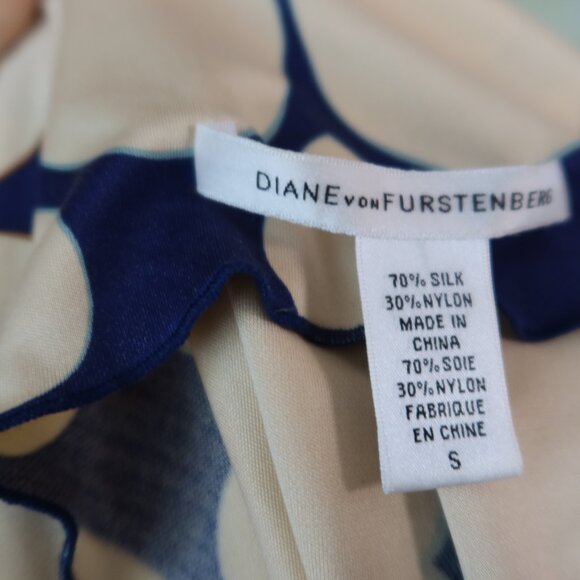 DIANE VON FURSTENBERG
70% SILK
30% NYLON
MADE IN
CHINA
70% SOIE
30% NYLON
FABRIQUE
EN CHINE
S